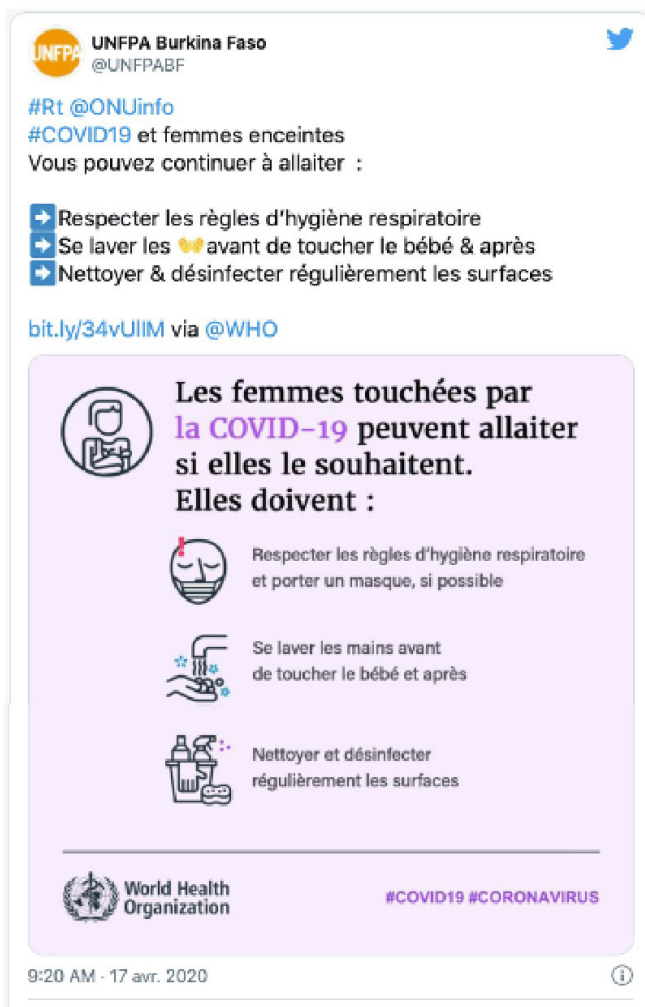 UNFPA
UNFPA Burkina Faso
@UNFPABF
#Rt @ONUinfo
#COVID19 et femmes enceintes
Vous pouvez continuer à allaiter :
➡️Respecter les règles d'hygiène respiratoire
➡️Se laver les 👐avant de toucher le bébé & après
➡️Nettoyer & désinfecter régulièrement les surfaces
bit.ly/34vUIIM via @WHO
Les femmes touchées par
la COVID-19 peuvent allaiter
si elles le souhaitent.
Elles doivent :
Respecter les règles d'hygiène respiratoire
et porter un masque, si possible
Se laver les mains avant
de toucher le bébé et après
Nettoyer et désinfecter
régulièrement les surfaces
World Health
Organization
#COVID19 #CORONAVIRUS
9:20 AM · 17 avr. 2020